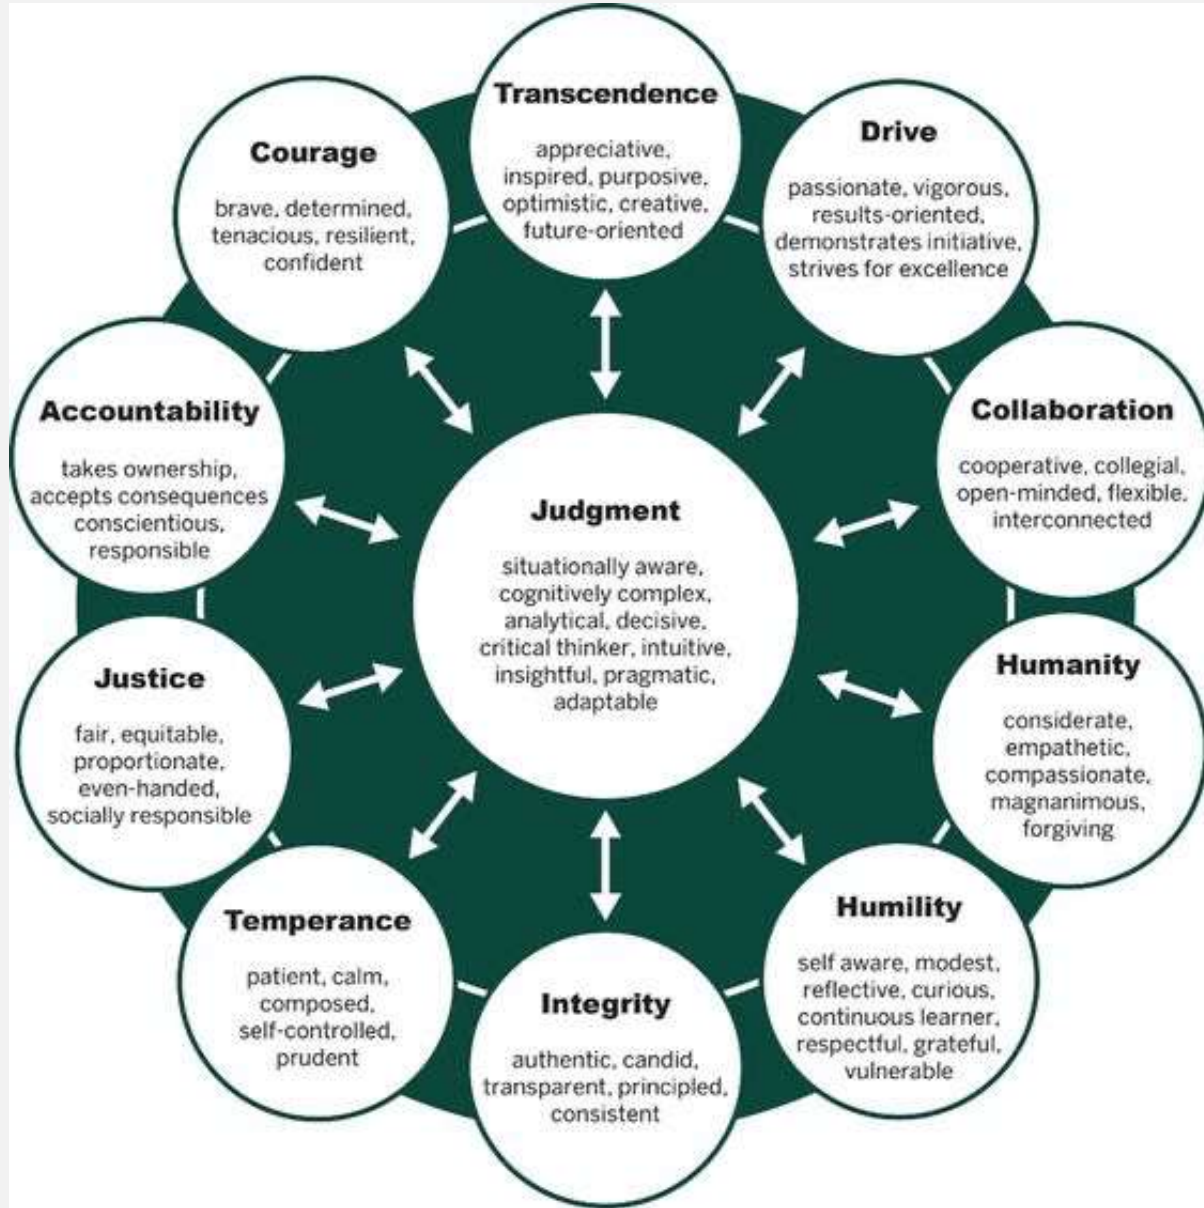 Transcendence
appreciative,
inspired, purposive,
optimistic, creative,
future-oriented
Drive
passionate, vigorous,
results-oriented,
demonstrates initiative,
strives for excellence
Collaboration
cooperative, collegial,
open-minded, flexible.
interconnected
Humanity
considerate,
empathetic,
compassionate,
magnanimous,
forgiving
Humility
self aware, modest,
reflective, curious,
continuous learner,
respectful, grateful,
vulnerable
Integrity
authentic, candid,
transparent, principled,
consistent
Temperance
patient, calm,
composed,
self-controlled,
prudent
Justice
fair, equitable,
proportionate,
even-handed,
socially responsible
Accountability
takes ownership,
accepts consequences
conscientious,
responsible
Courage
brave, determined,
tenacious, resilient,
confident
Judgment
situationally aware,
cognitively complex,
analytical, decisive,
critical thinker, intuitive,
insightful, pragmatic,
adaptable